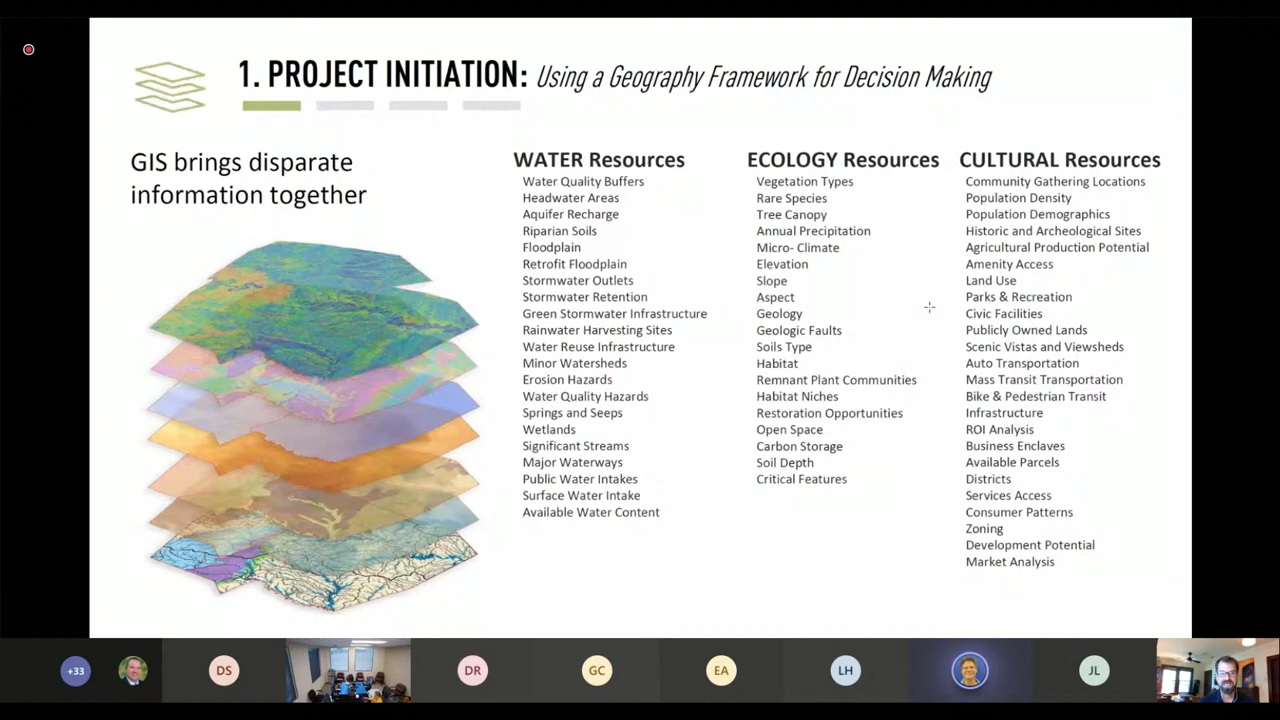 1. PROJECT INITIATION: Using a Geography Framework for Decision Making
GIS brings disparate
information together
WATER Resources
Water Quality Buffers
Headwater Areas
Aquifer Recharge
Riparian Soils
Floodplain
Retrofit Floodplain
Stormwater Outlets
Stormwater Retention
Green Stormwater Infrastructure
Rainwater Harvesting Sites
Water Reuse Infrastructure
Minor Watersheds
Erosion Hazards
Water Quality Hazards
Springs and Seeps
Wetlands
Significant Streams
Major Waterways
Public Water Intakes
Surface Water Intake
Available Water Content
ECOLOGY Resources
Vegetation Types
Rare Species
Tree Canopy
Annual Precipitation
Micro- Climate
Elevation
Slope
Aspect
Geology
Geologic Faults
Soils Type
Habitat
Remnant Plant Communities
Habitat Niches
Restoration Opportunities
Open Space
Carbon Storage
Soil Depth
Critical Features
CULTURAL Resources
Community Gathering Locations
Population Density
Population Demographics
Historic and Archeological Sites
Agricultural Production Potential
Amenity Access
Land Use
Parks & Recreation
Civic Facilities
Publicly Owned Lands
Scenic Vistas and Viewsheds
Auto Transportation
Mass Transit Transportation
Bike & Pedestrian Transit
Infrastructure
ROI Analysis
Business Enclaves
Available Parcels
Districts
Services Access
Consumer Patterns
Zoning
Development Potential
Market Analysis
+33
DS
DR
GC
EA
LH
JL